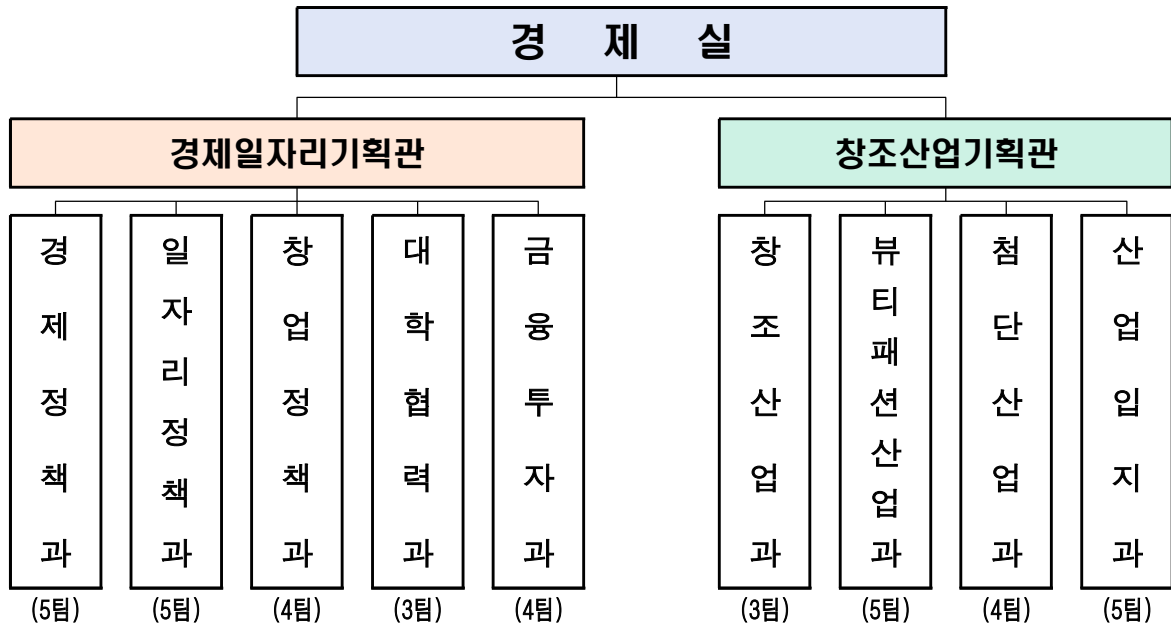 경 제 실
경제일자리기획관
창조산업기획관
경제정책과
일자리정책과
창업정책과
대학협력과
금융투자과
창조산업과
뷰티패션산업과
첨단산업과
산업입지과
(5팀)
(5팀)
(4팀)
(3팀)
(4팀)
(3팀)
(5팀)
(4팀)
(5팀)